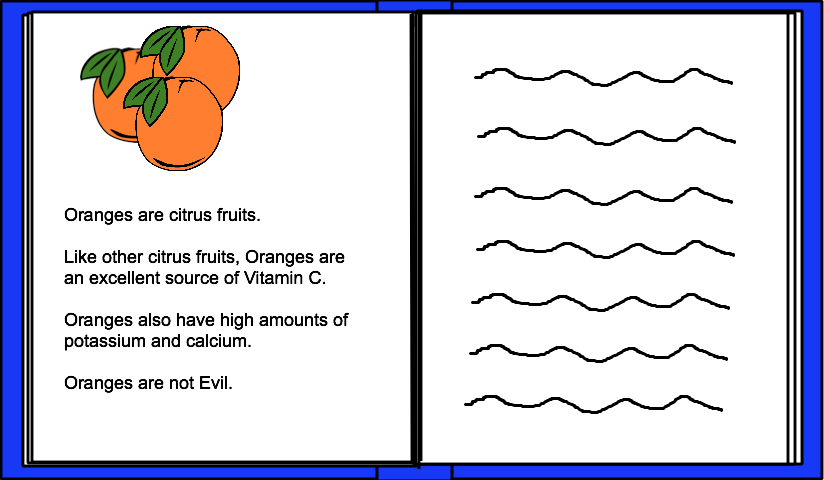 Oranges are citrus fruits.
Like other citrus fruits, Oranges are
an excellent source of Vitamin C.
Oranges also have high amounts of
potassium and calcium.
Oranges are not Evil.